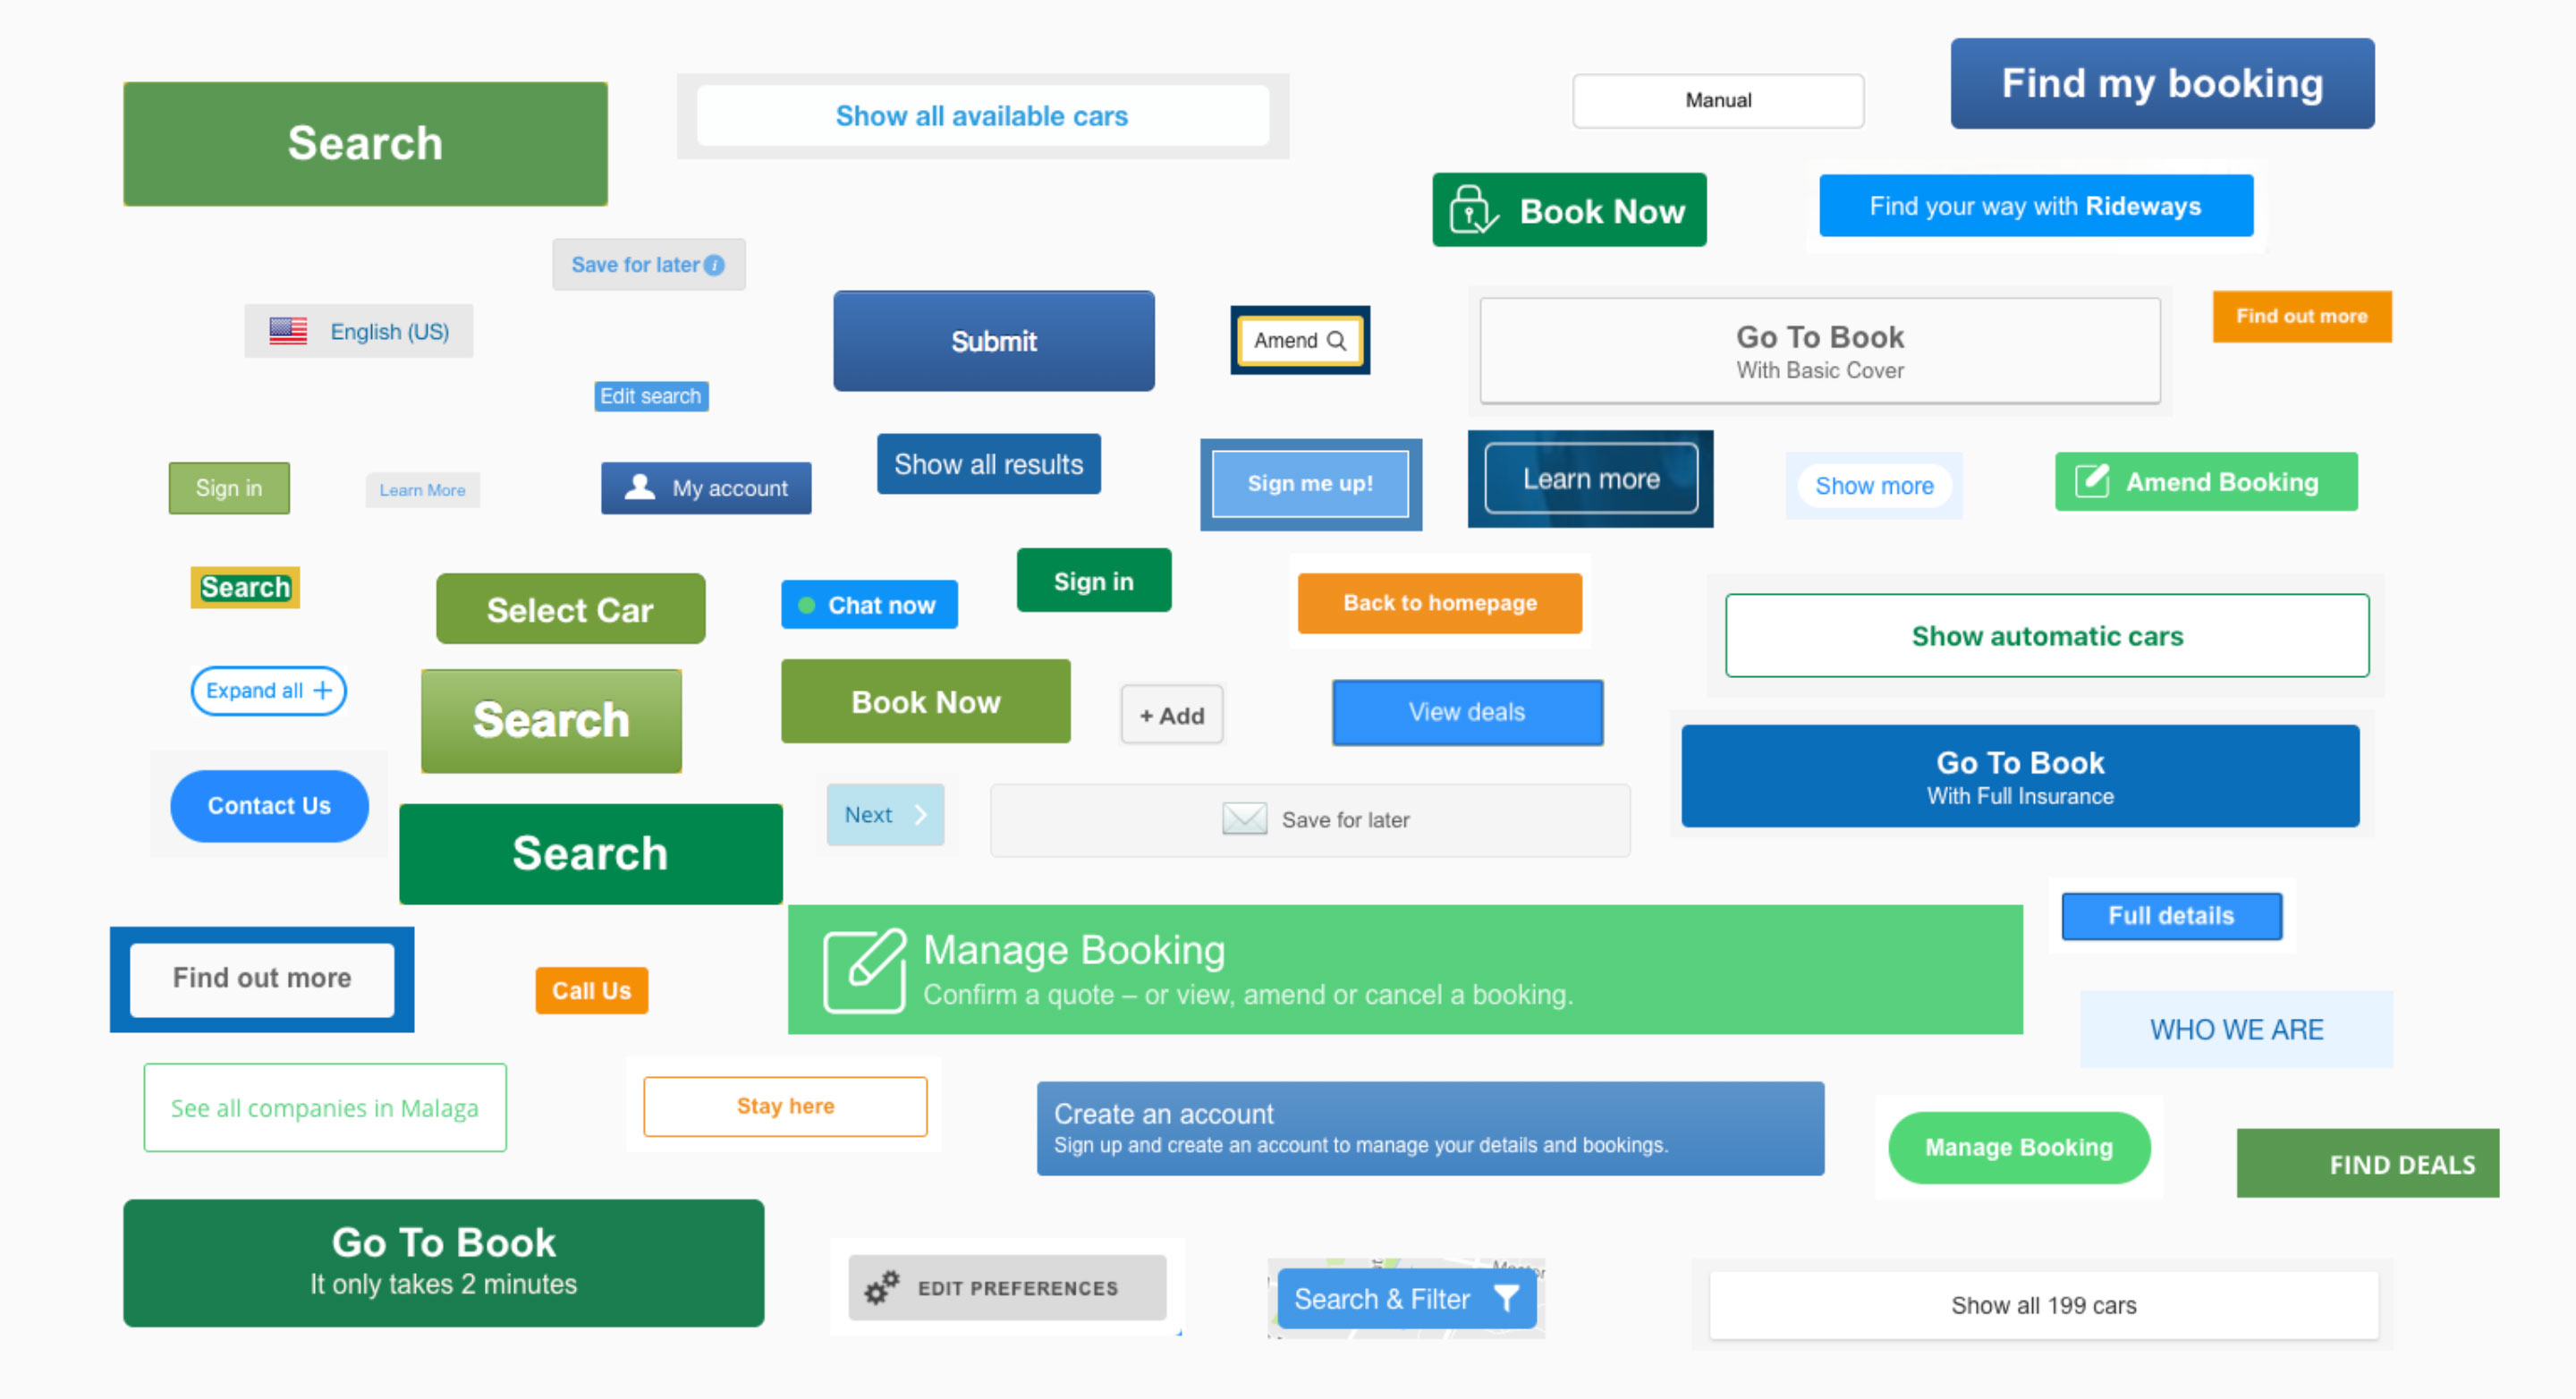 Find my booking
Manual
Show all available cars
Search
Find your way with Rideways
Book Now
Save for later
English (US)
Find out more
Submit
Amend
Go To Book
With Basic Cover
Edit search
Show all results
Sign me up!
Learn more
Show more
Amend Booking
Sign in
Learn More
My account
Sign in
Search
Select Car
Chat now
Back to homepage
Show automatic cars
Expand all +
Search
Book Now
+ Add
View deals
Go To Book
With Full Insurance
Contact Us
Next
Save for later
Search
Full details
Manage Booking
Confirm a quote – or view, amend or cancel a booking.
Find out more
Call Us
WHO WE ARE
See all companies in Malaga
Stay here
Create an account
Sign up and create an account to manage your details and bookings.
Manage Booking
FIND DEALS
Go To Book
It only takes 2 minutes
EDIT PREFERENCES
Search & Filter
Show all 199 cars